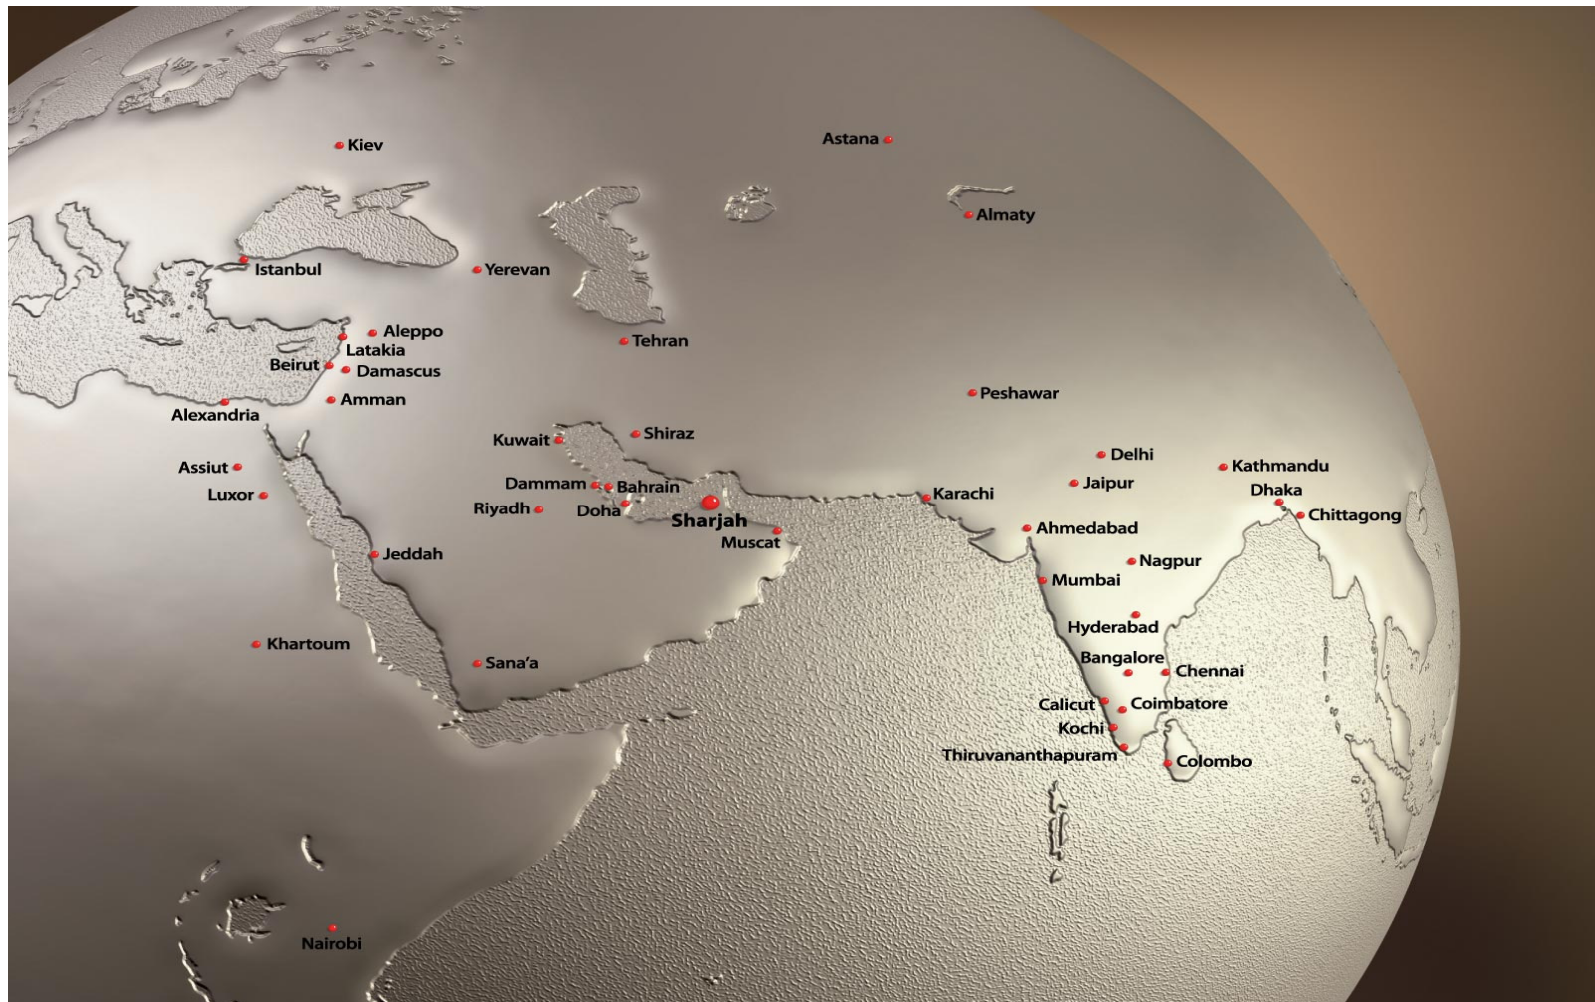 Astana
Kiev
Almaty
Istanbul
Yerevan
Aleppo
Tehran
Latakia
Beirut
Damascus
Peshawar
Amman
Alexandria
Shiraz
Kuwait
Delhi
Assiut
Kathmandu
Dammam
Bahrain
Jaipur
Luxor
Dhaka
Karachi
Riyadh
Doha
Chittagong
Sharjah
Ahmedabad
Muscat
Jeddah
Nagpur
Mumbai
Hyderabad
Khartoum
Bangalore
Sana'a
Chennai
Calicut
Coimbatore
Kochi
Thiruvananthapuram
Colombo
Nairobi